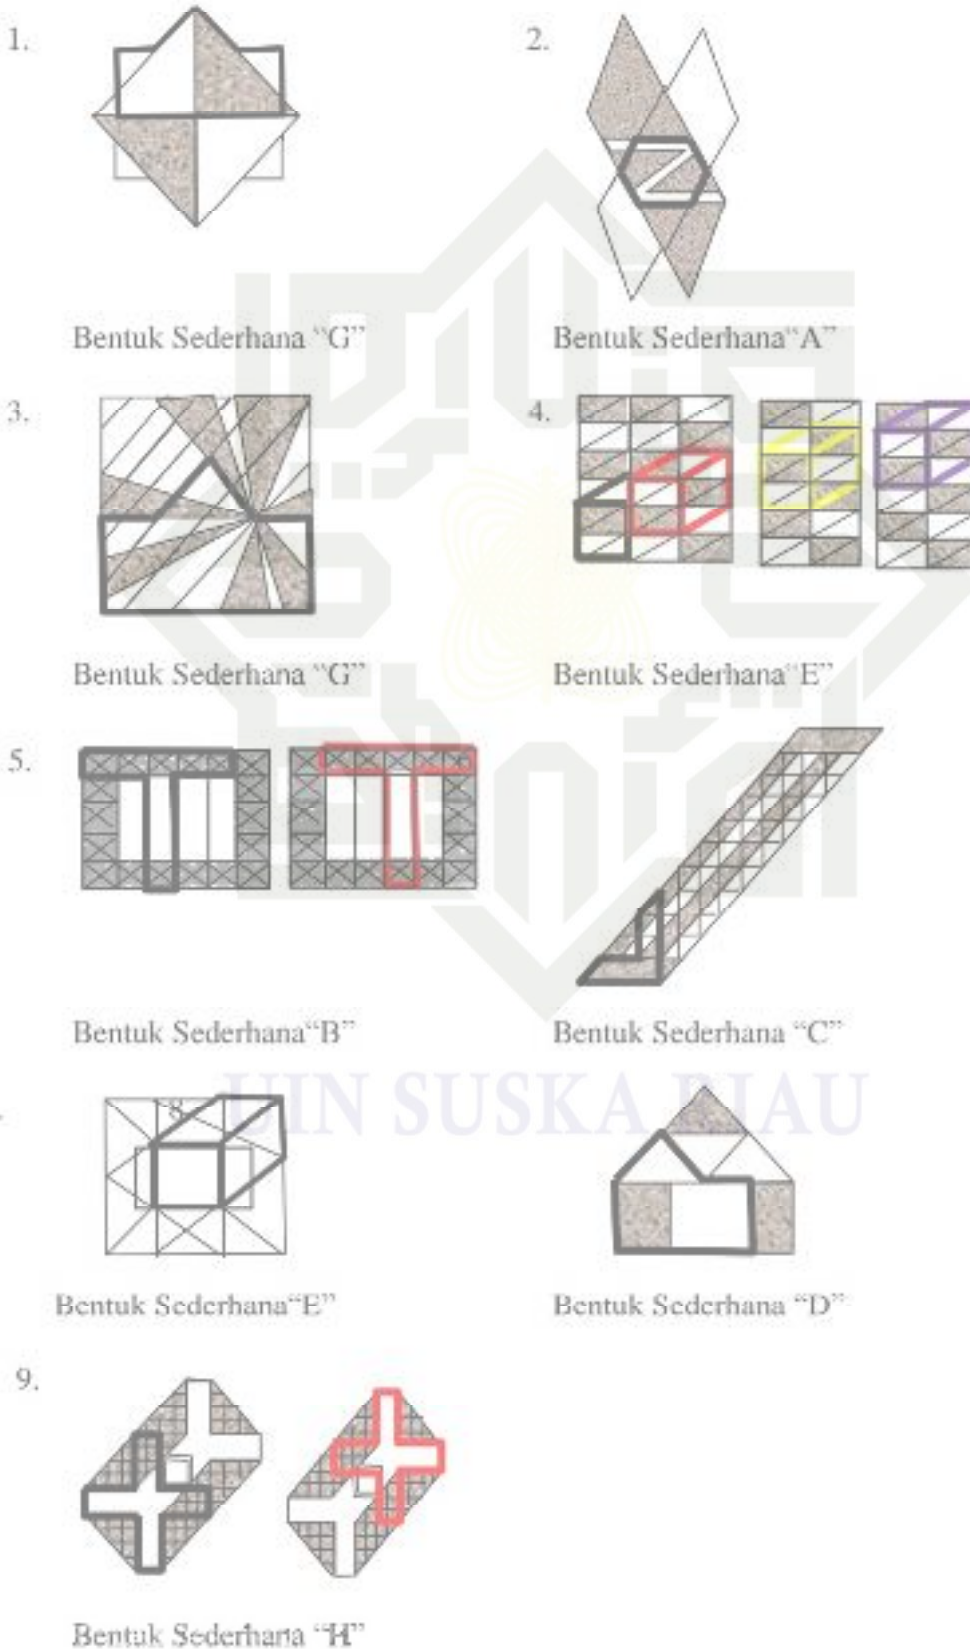 1.
2.
Bentuk Sederhana “G”
Bentuk Sederhana“A”
3.
4.
Bentuk Sederhana “G”
Bentuk Sederhana“E”
5.
Bentuk Sederhana“B”
Bentuk Sederhana “C”
8
UIN SUSKA RIAU
Bentuk Sederhana“E”
Bentuk Sederhana “D”
9.
Bentuk Sederhana “H”